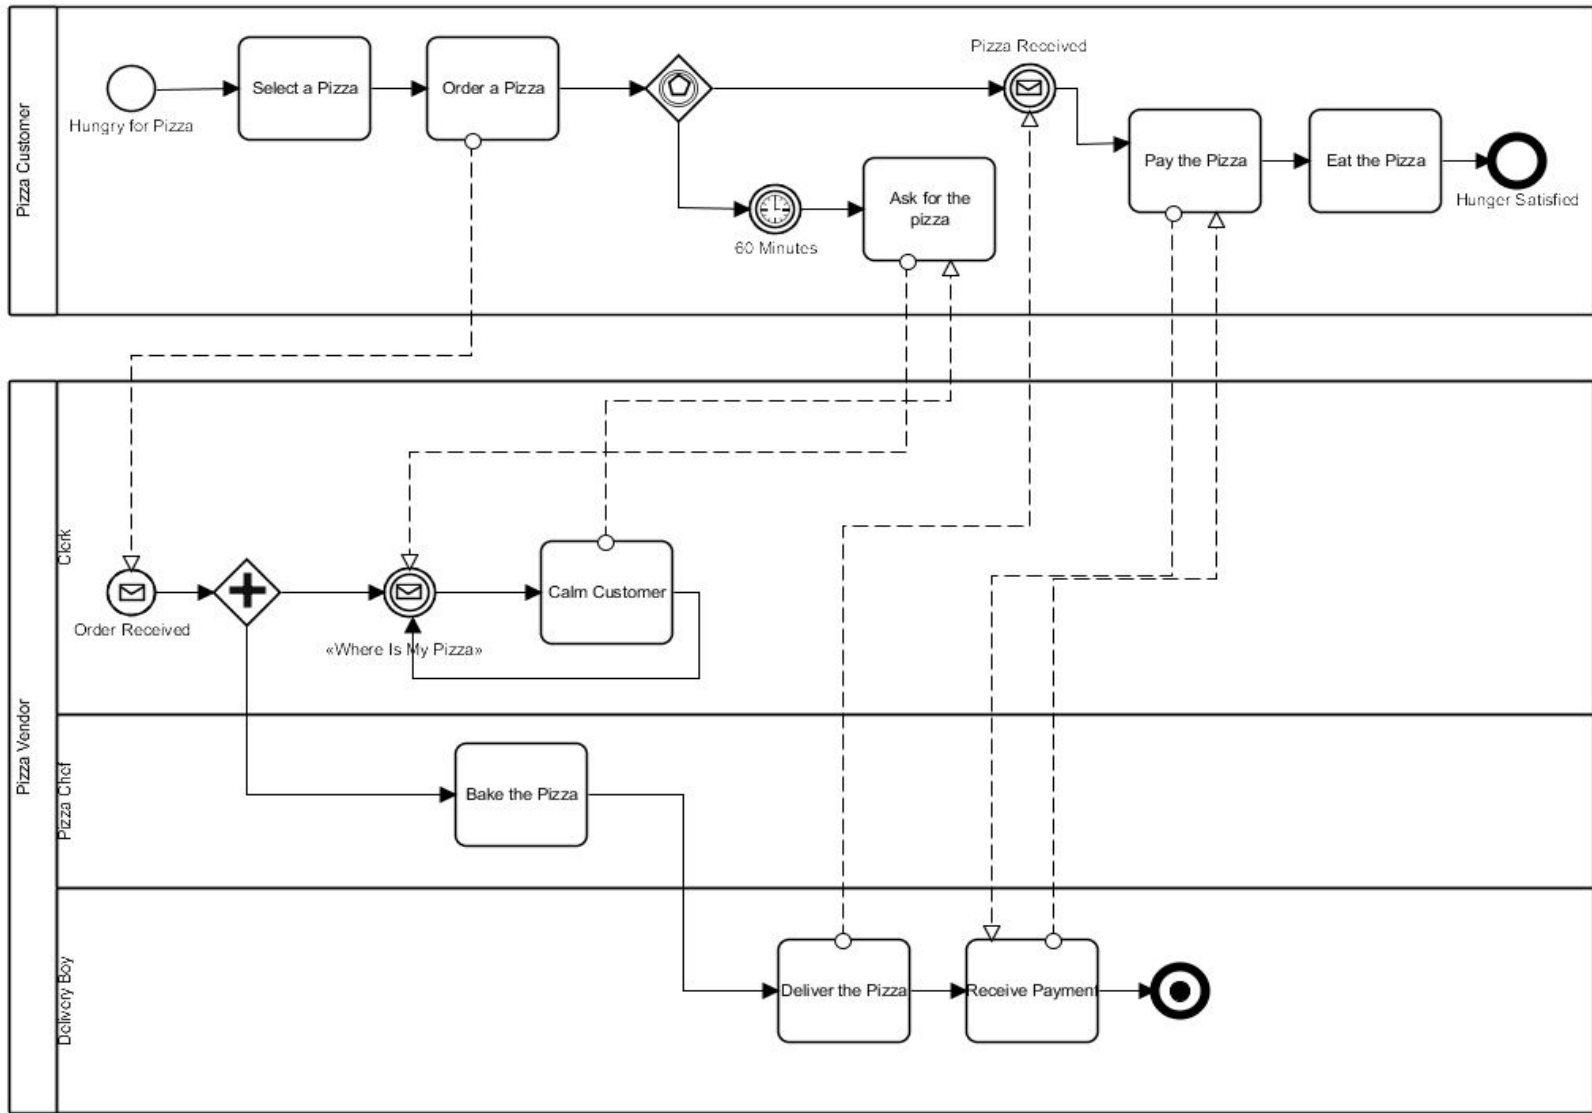 Pizza Customer
Hungry for Pizza
Select a Pizza
Order a Pizza
Pizza Received
60 Minutes
Ask for the
pizza
Pay the Pizza
Eat the Pizza
Hunger Satisfied
Pizza Vendor
Clerk
Order Received
«Where Is My Pizza»
Calm Customer
Pizza Chef
Bake the Pizza
Delivery Boy
Deliver the Pizza
Receive Payment